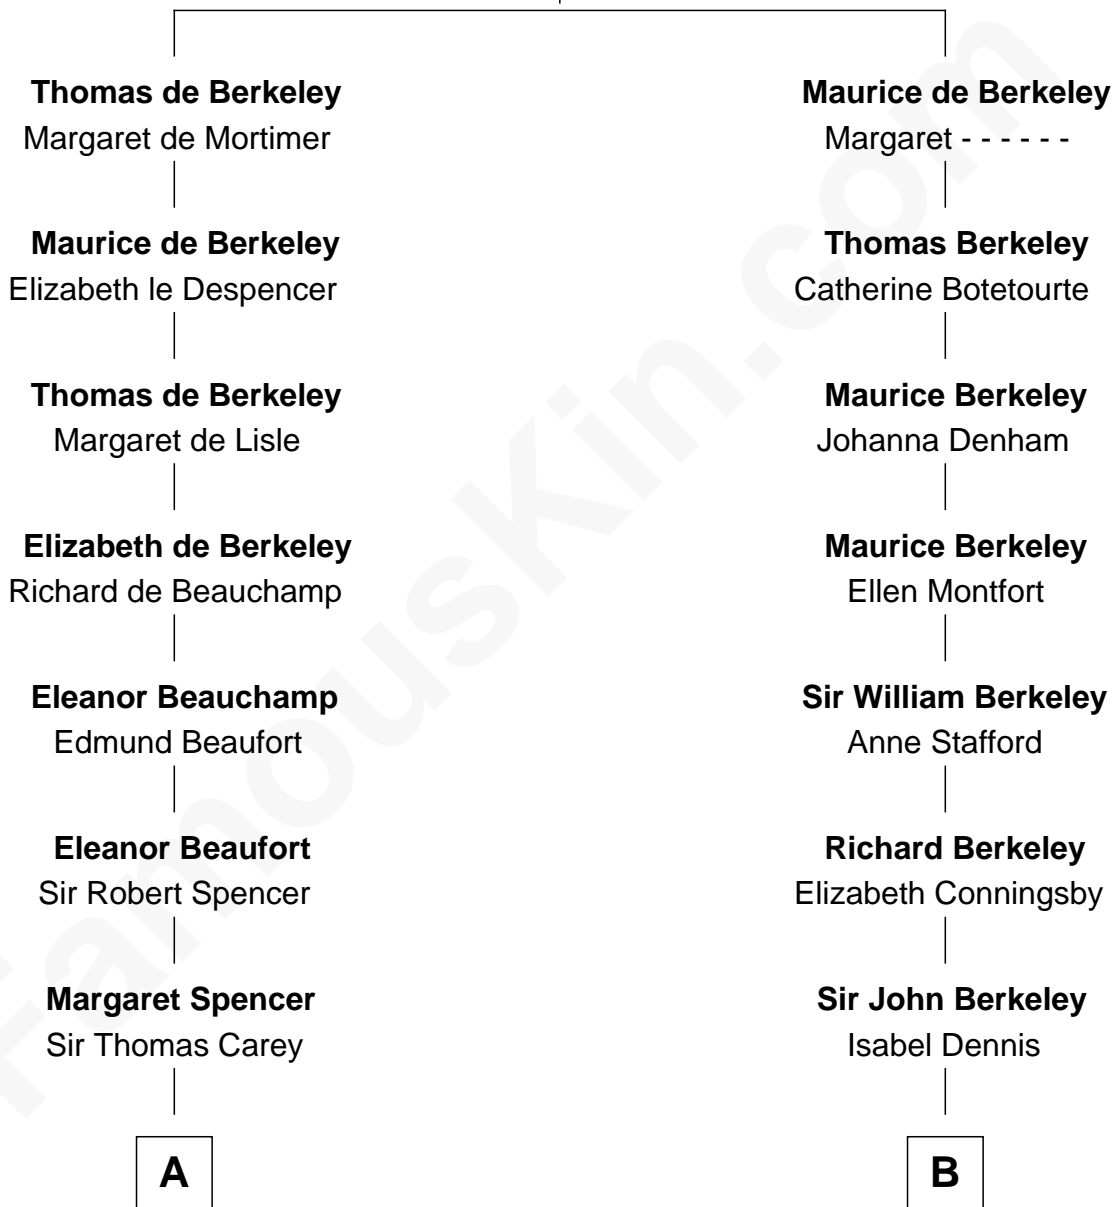 Thomas de Berkeley
Margaret de Mortimer
Maurice de Berkeley
Elizabeth le Despencer
Thomas de Berkeley
Margaret de Lisle
Elizabeth de Berkeley
Richard de Beauchamp
Eleanor Beauchamp
Edmund Beaufort
Eleanor Beaufort
Sir Robert Spencer
Margaret Spencer
Sir Thomas Carey
A
Maurice de Berkeley
Margaret - - - - - -
Thomas Berkeley
Catherine Botetourte
Maurice Berkeley
Johanna Denham
Maurice Berkeley
Ellen Montfort
Sir William Berkeley
Anne Stafford
Richard Berkeley
Elizabeth Conningsby
Sir John Berkeley
Isabel Dennis
B
FamousKin.com